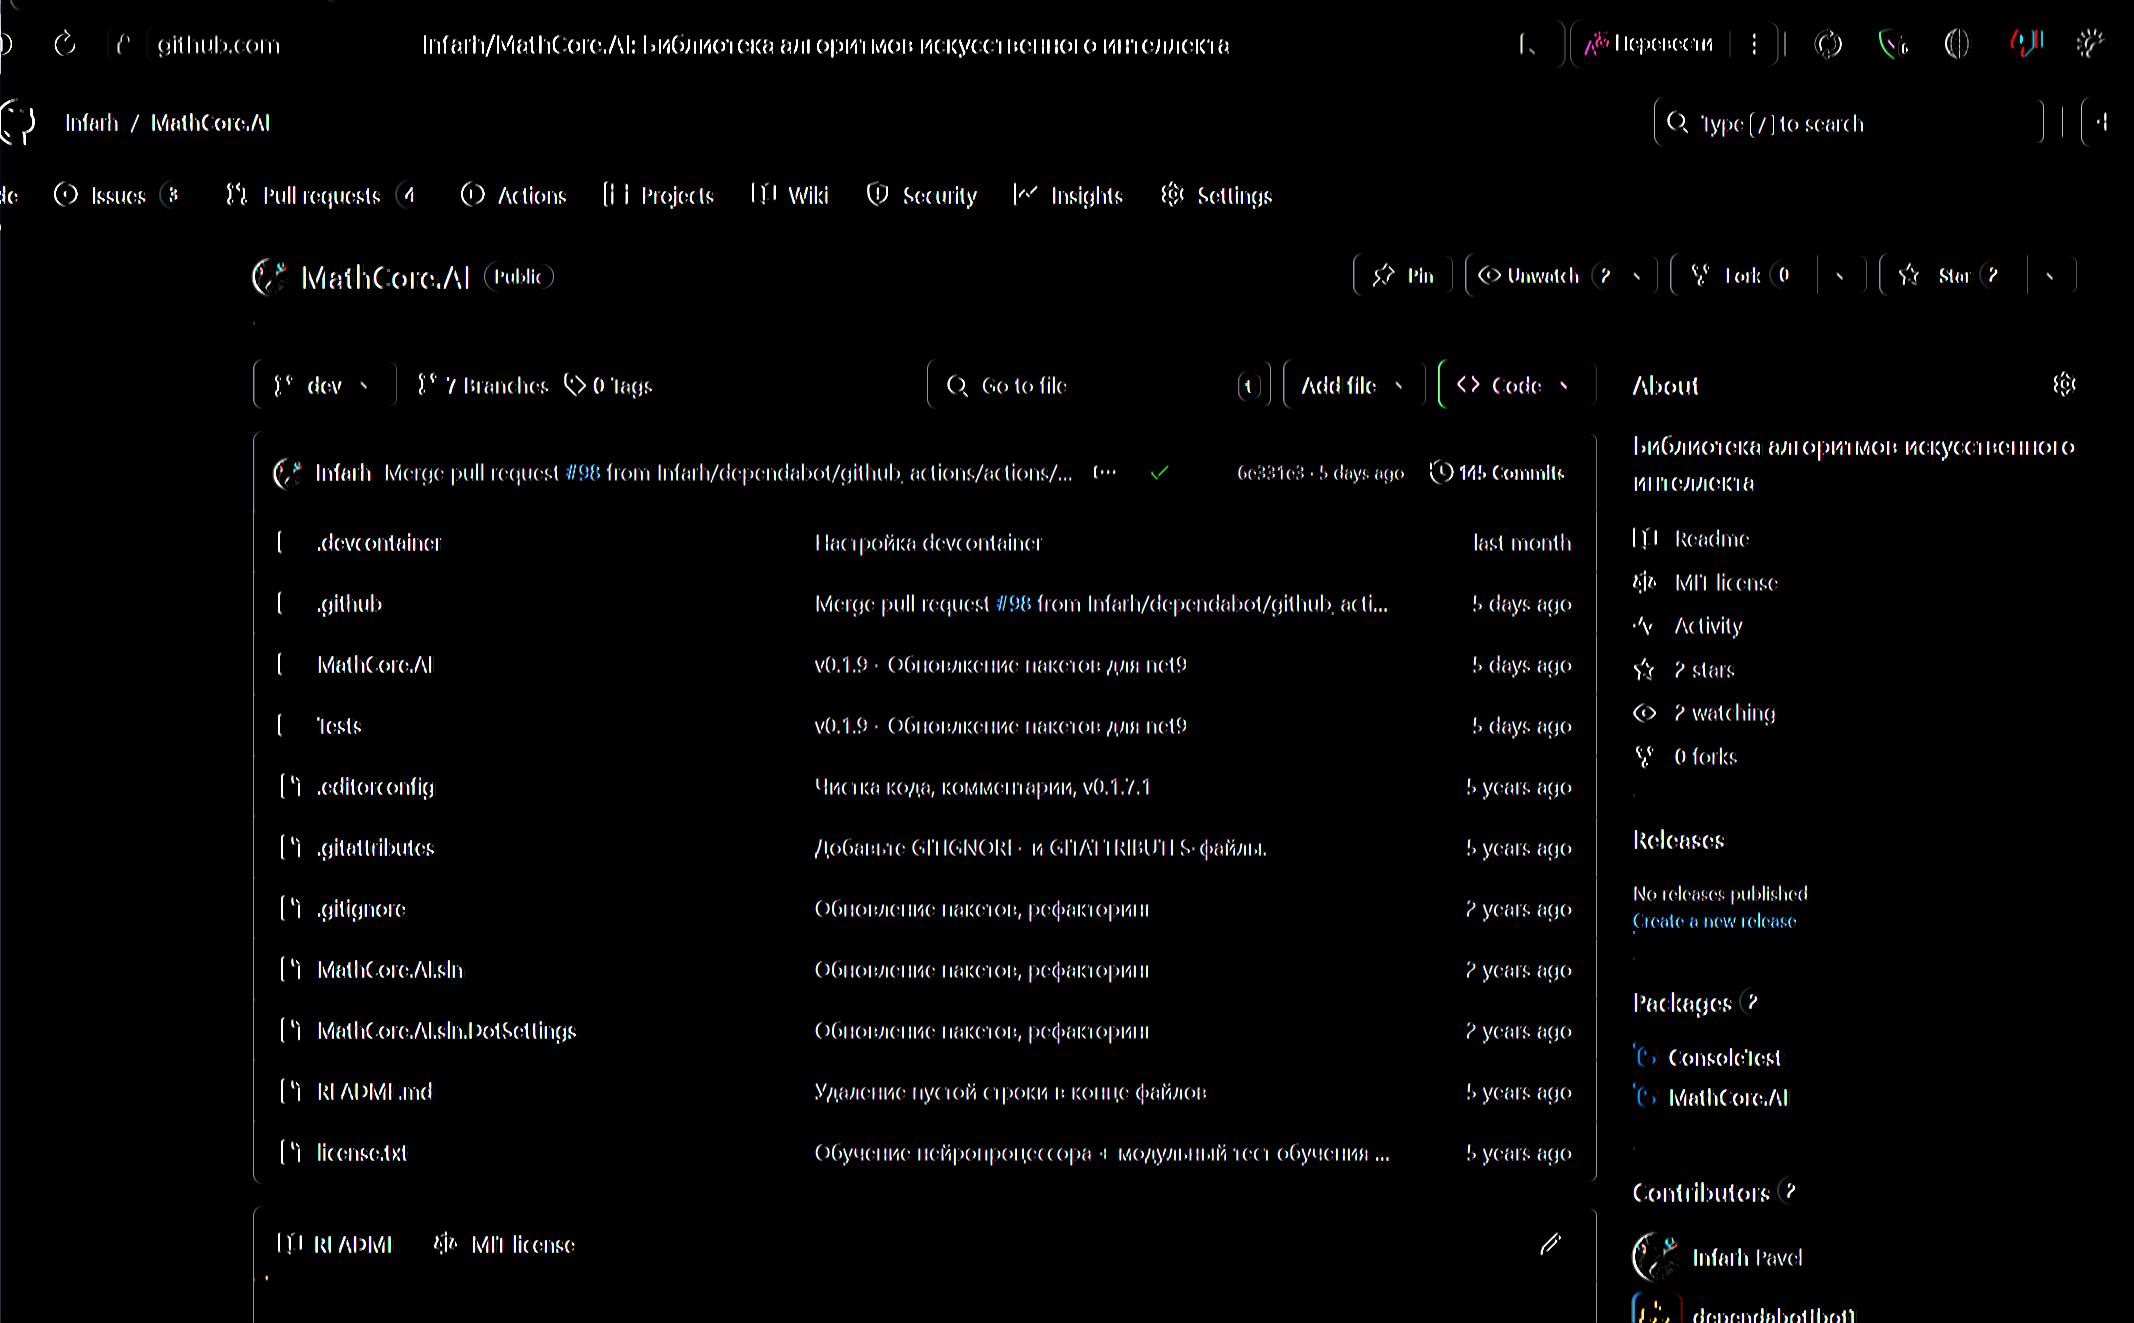 github.com
Infarh/MathCore.AI: Библиотека алгоритмов искусственного интеллекта
Перевести
Infarh / MathCore.AI
Type [/] to search
de Issues 3 Pull requests 4 Actions Projects Wiki Security Insights Settings
MathCore.AI Public
Pin Unwatch 2 Fork 0 Star 2
dev 7 Branches 0 Tags
Go to file t Add file Code
Infarh Merge pull request #98 from Infarh/dependabot/github_actions/actions/... 6e331e3 · 5 days ago 145 Commits
.devcontainer Настройка devcontainer last month
.github Merge pull request #98 from Infarh/dependabot/github_acti... 5 days ago
MathCore.AI v0.1.9 - Обновлкение пакетов для net9 5 days ago
Tests v0.1.9 - Обновлкение пакетов для net9 5 days ago
.editorconfig Чистка кода, комментарии, v0.1.7.1 5 years ago
.gitattributes Добавьте GITIGNORE- и GITATTRIBUTES-файлы. 5 years ago
.gitignore Обновление пакетов, рефакторинг 2 years ago
MathCore.AI.sln Обновление пакетов, рефакторинг 2 years ago
MathCore.AI.sln.DotSettings Обновление пакетов, рефакторинг 2 years ago
README.md Удаление пустой строки в конце файлов 5 years ago
license.txt Обучение нейропроцессора + модульный тест обучения ... 5 years ago
README MIT license
About
Библиотека алгоритмов искусственного
интеллекта
Readme
MIT license
Activity
2 stars
2 watching
0 forks
Releases
No releases published
Create a new release
Packages 2
ConsoleTest
MathCore.AI
Contributors 2
Infarh Pavel
dependabot[bot]